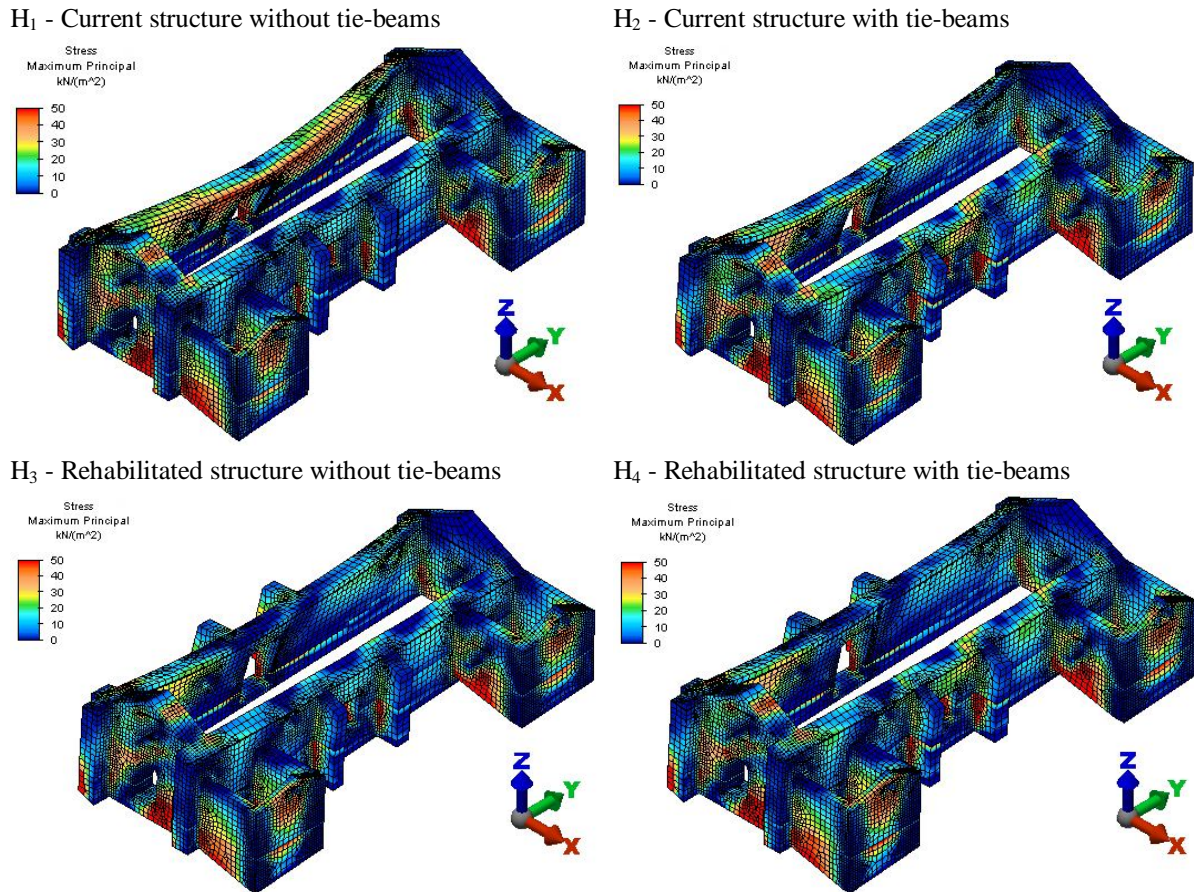 H₁ - Current structure without tie-beams
Stress
Maximum Principal
kN/(m^2)
50
40
30
20
10
0
Z
Y
X
H₂ - Current structure with tie-beams
Stress
Maximum Principal
kN/(m^2)
50
40
30
20
10
0
Z
Y
X
H₃ - Rehabilitated structure without tie-beams
Stress
Maximum Principal
kN/(m^2)
50
40
30
20
10
0
Z
Y
X
H₄ - Rehabilitated structure with tie-beams
Stress
Maximum Principal
kN/(m^2)
50
40
30
20
10
0
Z
Y
X